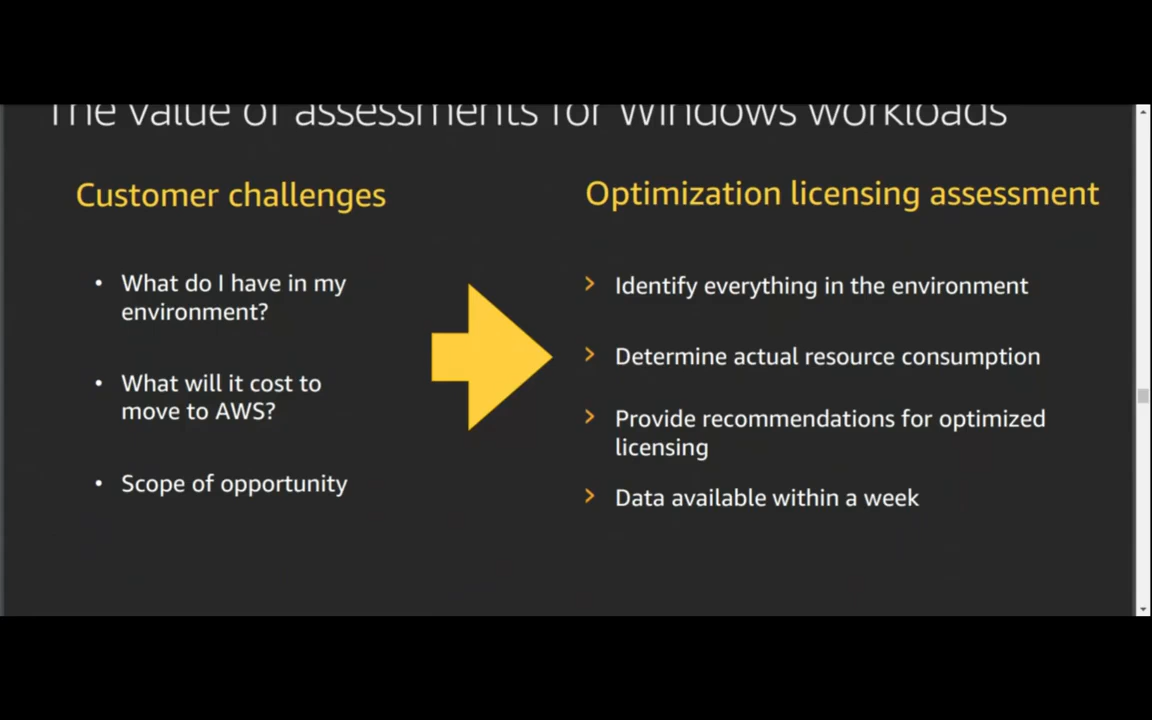 The value of assessments for Windows workloads
Customer challenges
• What do I have in my
environment?
• What will it cost to
move to AWS?
• Scope of opportunity
Optimization licensing assessment
> Identify everything in the environment
> Determine actual resource consumption
> Provide recommendations for optimized
licensing
> Data available within a week